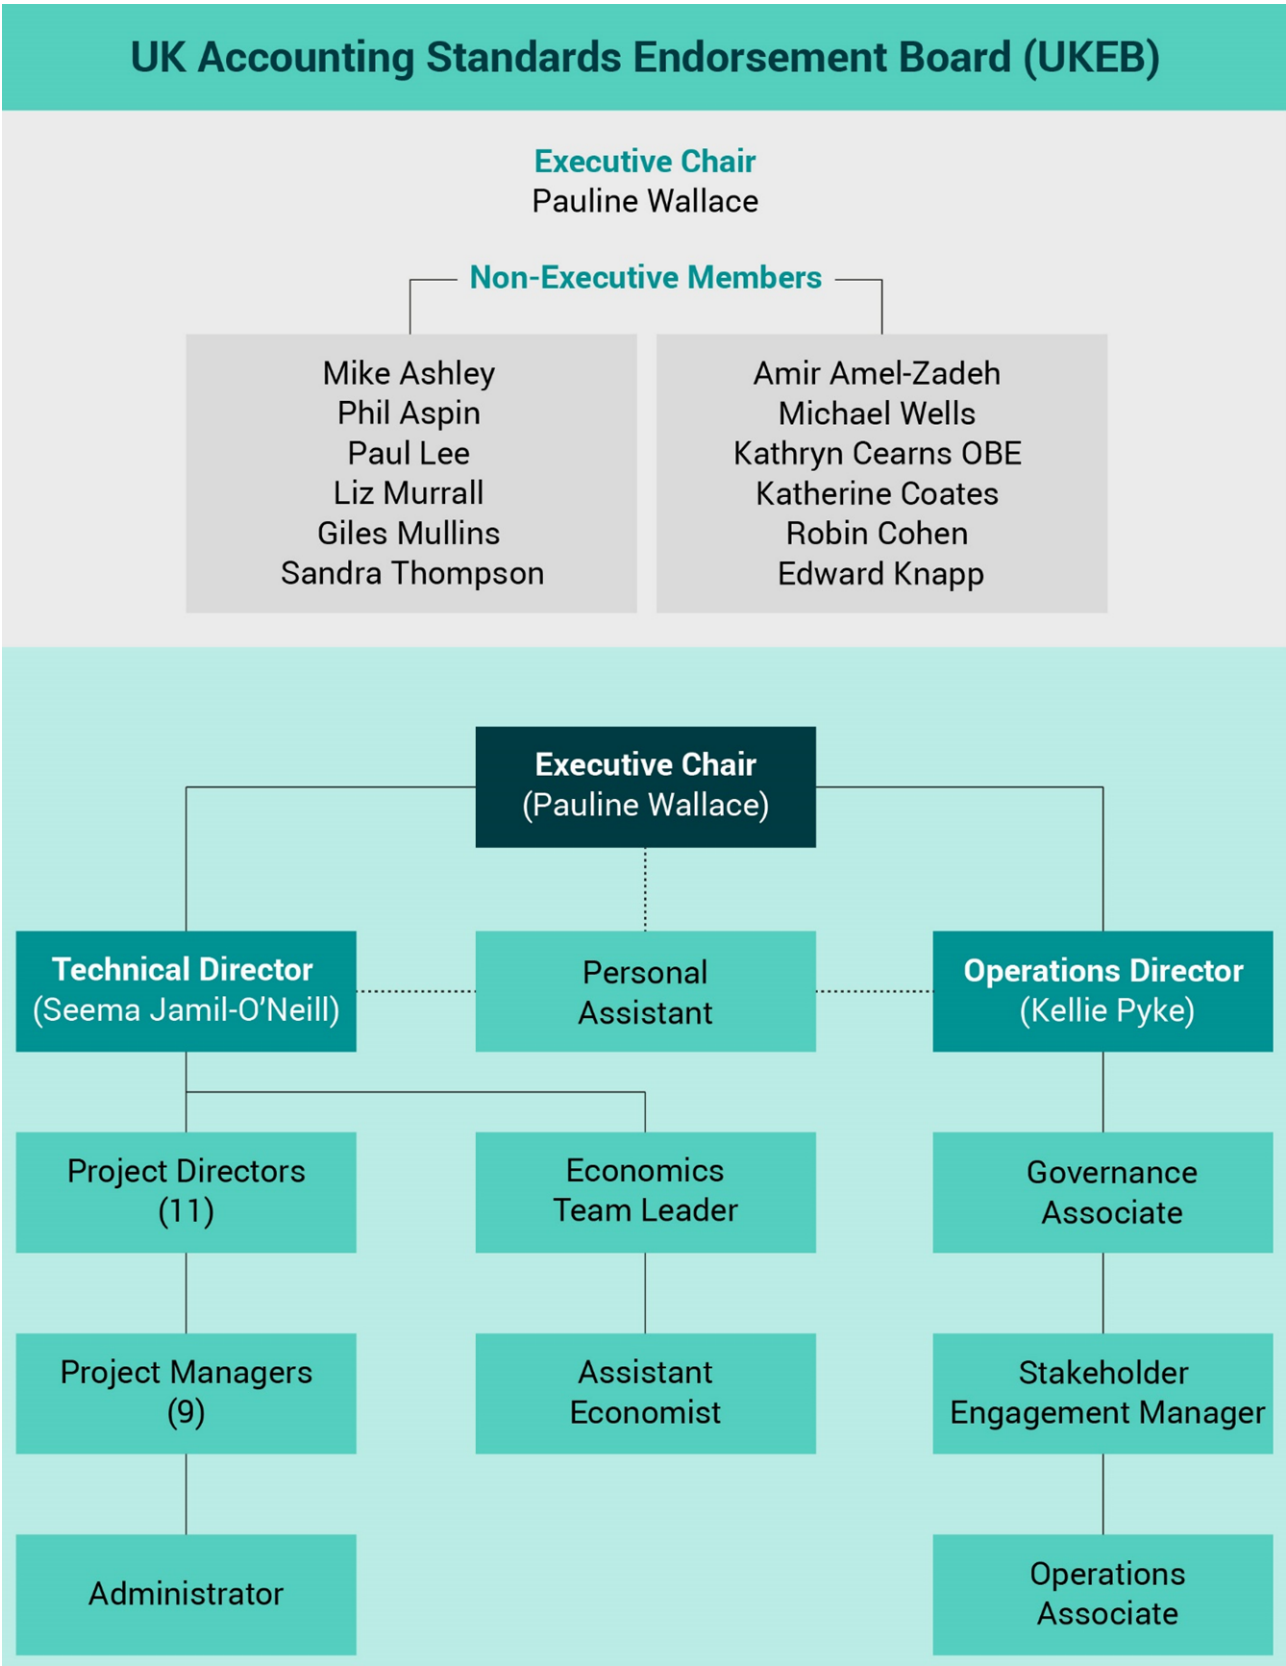 UK Accounting Standards Endorsement Board (UKEB)
Executive Chair
Pauline Wallace
Non-Executive Members
Mike Ashley
Phil Aspin
Paul Lee
Liz Murrall
Giles Mullins
Sandra Thompson
Amir Amel-Zadeh
Michael Wells
Kathryn Cearns OBE
Katherine Coates
Robin Cohen
Edward Knapp
Executive Chair
(Pauline Wallace)
Technical Director
(Seema Jamil-O'Neill)
Personal
Assistant
Operations Director
(Kellie Pyke)
Project Directors
(11)
Economics
Team Leader
Governance
Associate
Project Managers
(9)
Assistant
Economist
Stakeholder
Engagement Manager
Administrator
Operations
Associate